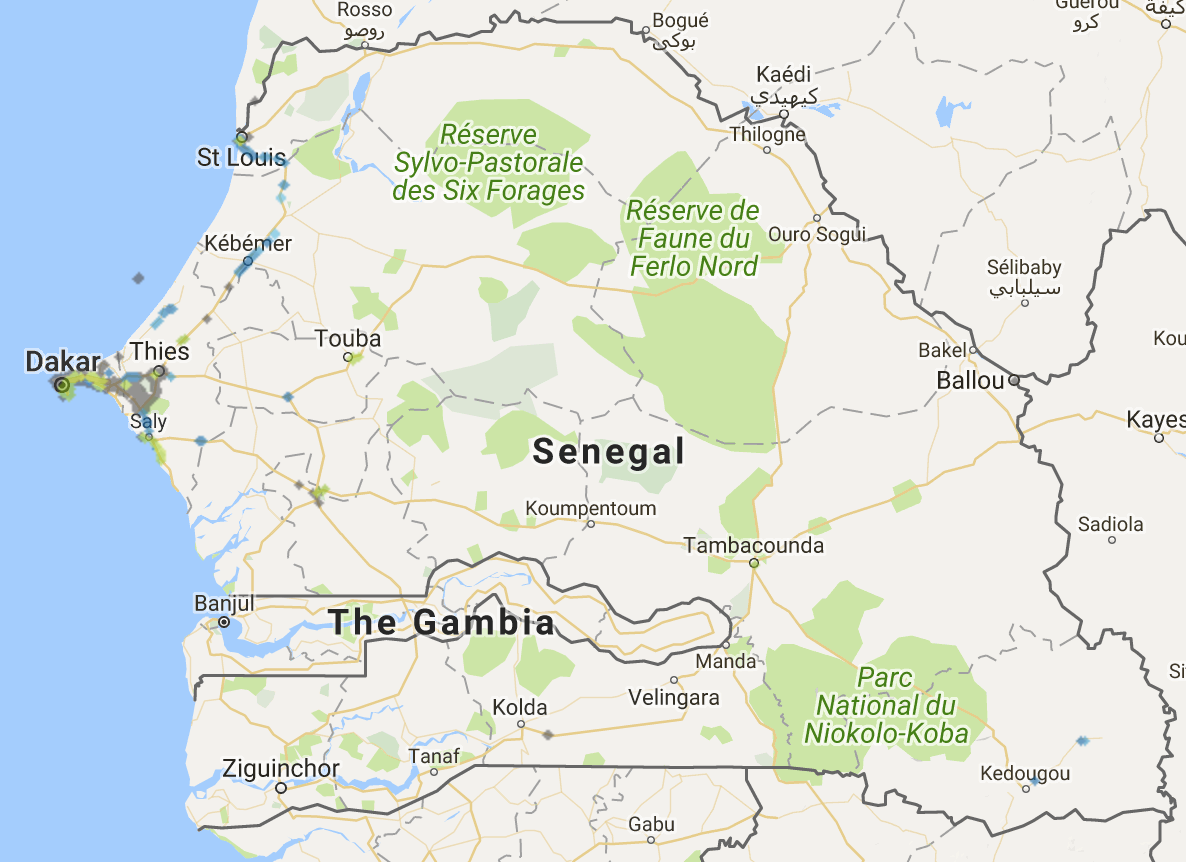 Rosso
روصو
Bogué
بوكى
Guerou
كرو
كيفة
Kaédi
كيهيدي
Thilogne
St Louis
Réserve
Sylvo-Pastorale
des Six Forages
Réserve de
Faune du
Ferlo Nord
Ouro Sogui
Kébémer
Sélibaby
سيلبابي
Dakar
Thies
Touba
Bakel
Kou
Ballou
Saly
Kayes
Senegal
Koumpentoum
Sadiola
Tambacounda
Banjul
The Gambia
Manda
Velingara
Parc
National du
Niokolo-Koba
Si
Kolda
Tanaf
Ziguinchor
Kedougou
Gabu